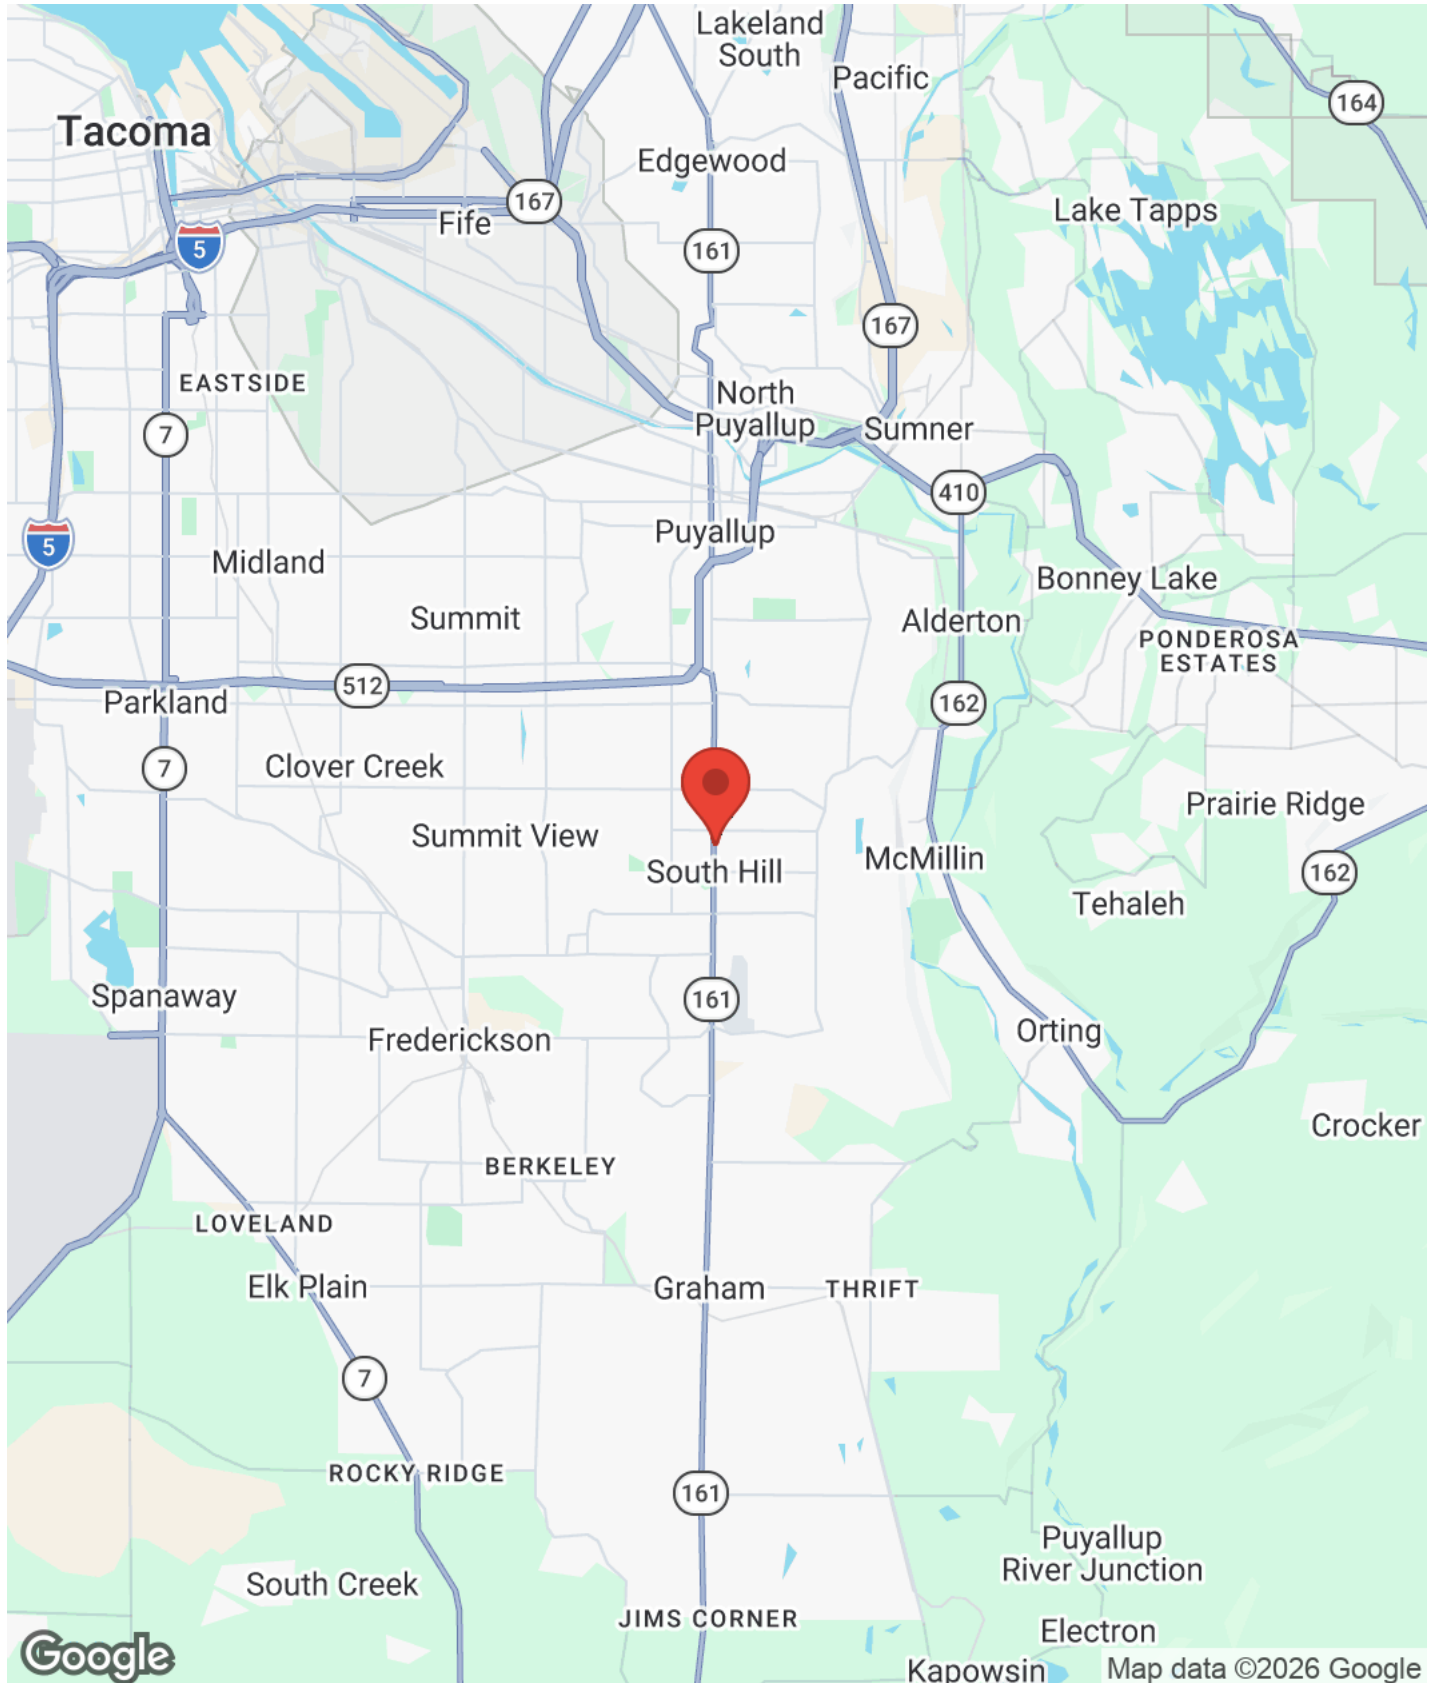 Lakeland
South
Pacific
164
Tacoma
Edgewood
167
Lake Tapps
Fife
5
161
167
EASTSIDE
North
Puyallup
7
Sumner
410
5
Puyallup
Midland
Bonney Lake
Summit
Alderton
PONDEROSA
ESTATES
512
Parkland
162
7
Clover Creek
Prairie Ridge
Summit View
McMillin
South Hill
162
Tehaleh
Spanaway
161
Frederickson
Orting
Crocker
BERKELEY
LOVELAND
Elk Plain
Graham
THRIFT
7
ROCKY RIDGE
161
Puyallup
River Junction
South Creek
JIMS CORNER
Electron
Google
Kapowsin
Map data ©2026 Google